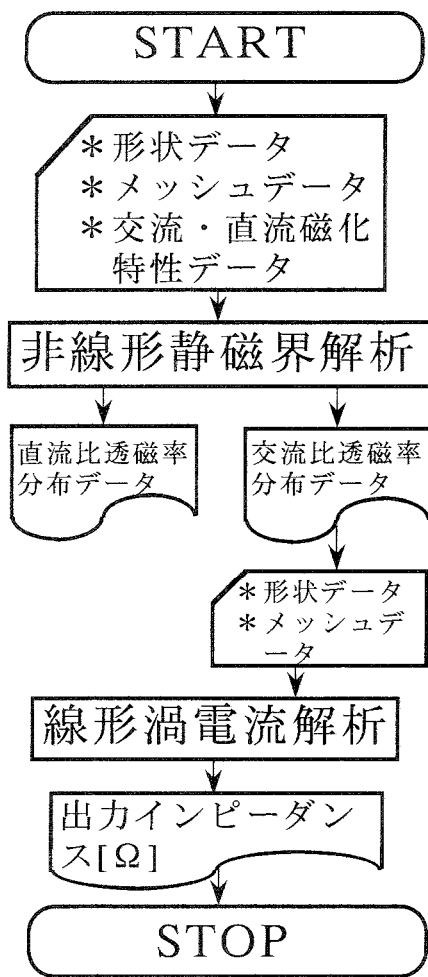 START
＊形状データ
＊メッシュデータ
＊交流・直流磁化
特性データ
非線形静磁界解析
直流比透磁率
分布データ
交流比透磁率
分布データ
＊形状データ
＊メッシュデ
ータ
線形渦電流解析
出力インピーダン
ス[Ω]
STOP